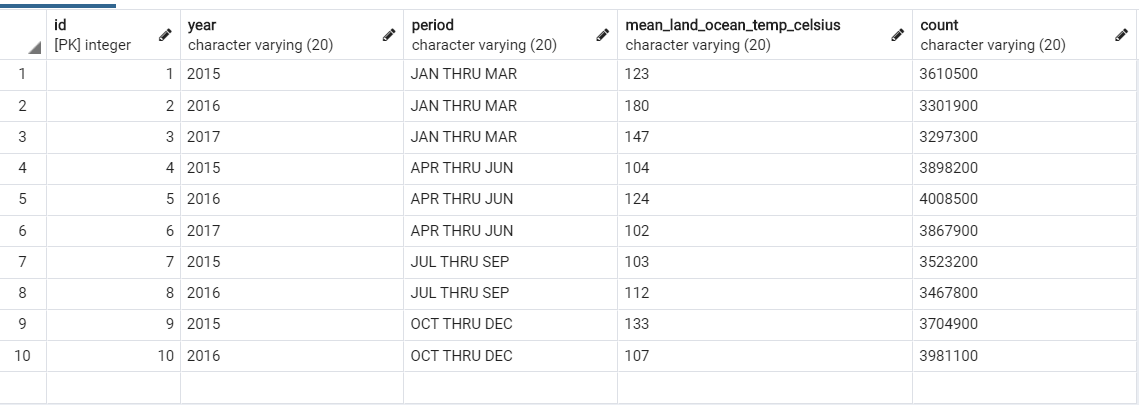 id year period mean_land_ocean_temp_celsius count
[PK] integer character varying (20) character varying (20) character varying (20) character varying (20)
1 1 2015 JAN THRU MAR 123 3610500
2 2 2016 JAN THRU MAR 180 3301900
3 3 2017 JAN THRU MAR 147 3297300
4 4 2015 APR THRU JUN 104 3898200
5 5 2016 APR THRU JUN 124 4008500
6 6 2017 APR THRU JUN 102 3867900
7 7 2015 JUL THRU SEP 103 3523200
8 8 2016 JUL THRU SEP 112 3467800
9 9 2015 OCT THRU DEC 133 3704900
10 10 2016 OCT THRU DEC 107 3981100